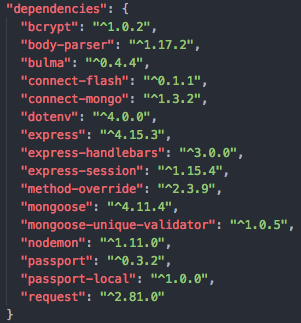 "dependencies": {
"bcrypt": "^1.0.2",
"body-parser": "^1.17.2",
"bulma": "^0.4.4",
"connect-flash": "^0.1.1",
"connect-mongo": "^1.3.2",
"dotenv": "^4.0.0",
"express": "^4.15.3",
"express-handlebars": "^3.0.0",
"express-session": "^1.15.4",
"method-override": "^2.3.9",
"mongoose": "^4.11.4",
"mongoose-unique-validator": "^1.0.5",
"nodemon": "^1.11.0",
"passport": "^0.3.2",
"passport-local": "^1.0.0",
"request": "^2.81.0"
}